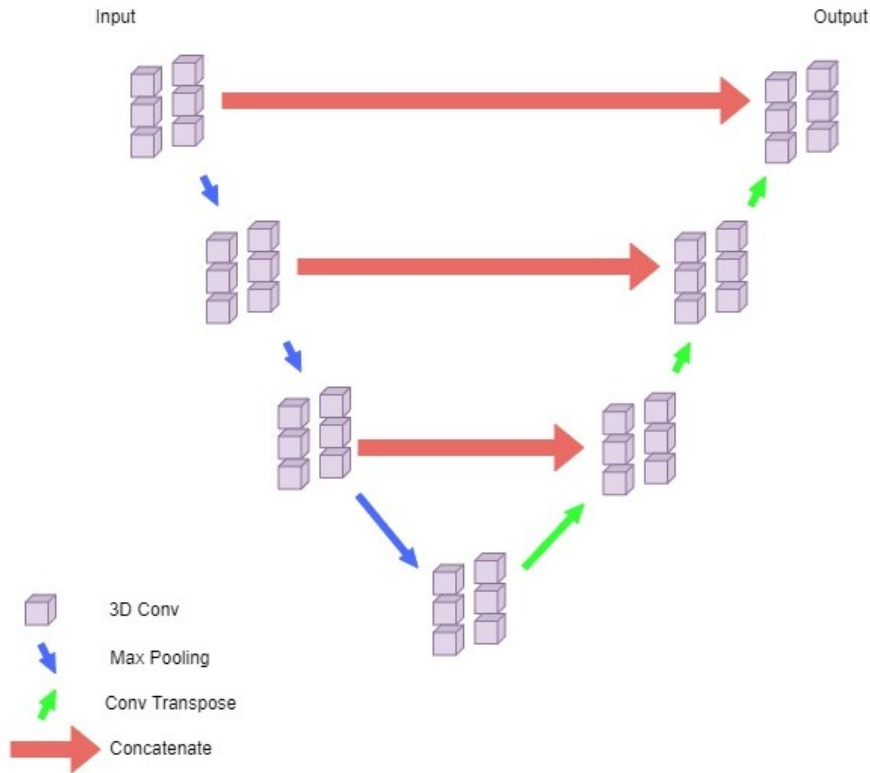 Input
Output
3D Conv
Max Pooling
Conv Transpose
Concatenate